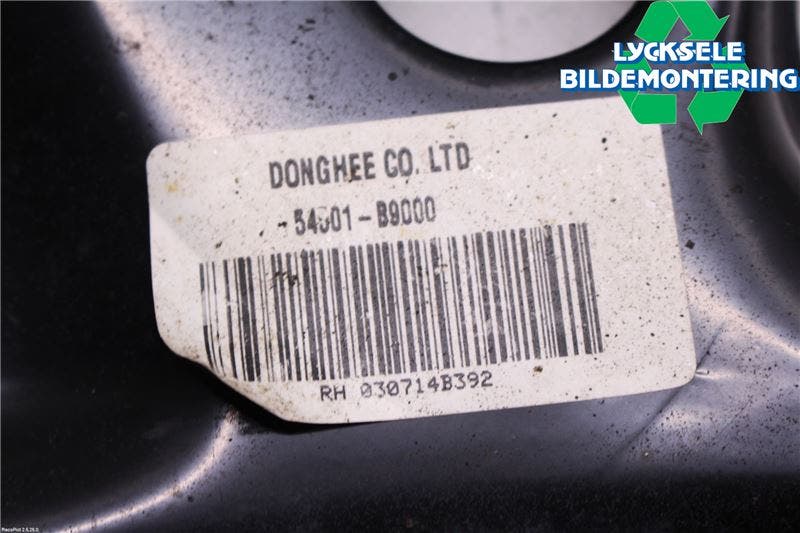 LYCKSELE
BILDEMONTERING
DONGHEE CO. LTD
54501-B9000
RH 030714B392